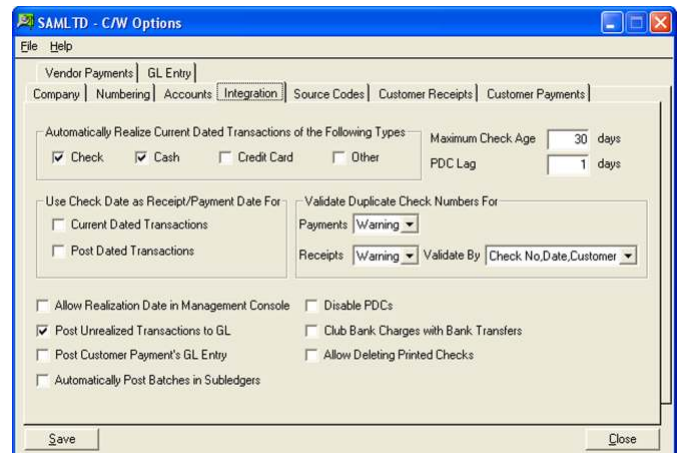 SAMLTD - C/W Options
File Help
Vendor Payments GL Entry
Company Numbering Accounts Integration Source Codes Customer Receipts Customer Payments
Automatically Realize Current Dated Transactions of the Following Types
Check Cash Credit Card Other
Maximum Check Age 30 days
PDC Lag 1 days
Use Check Date as Receipt/Payment Date For
Current Dated Transactions
Post Dated Transactions
Validate Duplicate Check Numbers For
Payments Warning
Receipts Warning Validate By Check No,Date,Customer
Allow Realization Date in Management Console
Post Unrealized Transactions to GL
Post Customer Payment's GL Entry
Automatically Post Batches in Subledgers
Disable PDCs
Club Bank Charges with Bank Transfers
Allow Deleting Printed Checks
Save Close